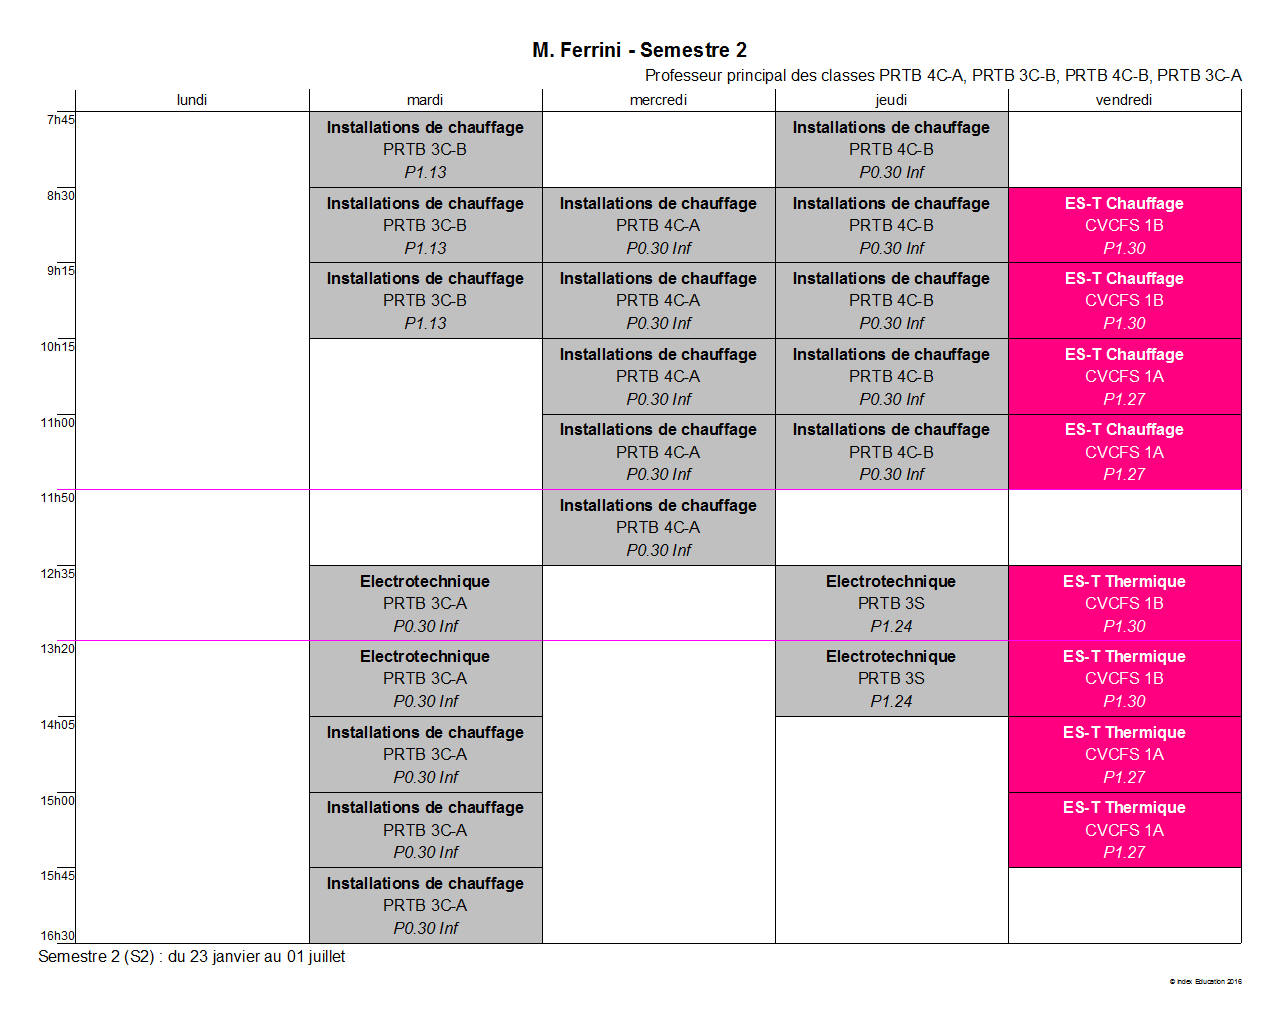 M. Ferrini - Semestre 2
Professeur principal des classes PRTB 4C-A, PRTB 3C-B, PRTB 4C-B, PRTB 3C-A
lundi mardi mercredi jeudi vendredi
7h45
Installations de chauffage Installations de chauffage
PRTB 3C-B PRTB 4C-B
P1.13 P0.30 Inf
8h30
Installations de chauffage Installations de chauffage Installations de chauffage ES-T Chauffage
PRTB 3C-B PRTB 4C-A PRTB 4C-B CVCFS 1B
P1.13 P0.30 Inf P0.30 Inf P1.30
9h15
Installations de chauffage Installations de chauffage Installations de chauffage ES-T Chauffage
PRTB 3C-B PRTB 4C-A PRTB 4C-B CVCFS 1B
P1.13 P0.30 Inf P0.30 Inf P1.30
10h15
Installations de chauffage Installations de chauffage ES-T Chauffage
PRTB 4C-A PRTB 4C-B CVCFS 1A
P0.30 Inf P0.30 Inf P1.27
11h00
Installations de chauffage Installations de chauffage ES-T Chauffage
PRTB 4C-A PRTB 4C-B CVCFS 1A
P0.30 Inf P0.30 Inf P1.27
11h50
Installations de chauffage
PRTB 4C-A
P0.30 Inf
12h35
Electrotechnique Electrotechnique ES-T Thermique
PRTB 3C-A PRTB 3S CVCFS 1B
P0.30 Inf P1.24 P1.30
13h20
Electrotechnique Electrotechnique ES-T Thermique
PRTB 3C-A PRTB 3S CVCFS 1B
P0.30 Inf P1.24 P1.30
14h05
Installations de chauffage ES-T Thermique
PRTB 3C-A CVCFS 1A
P0.30 Inf P1.27
15h00
Installations de chauffage ES-T Thermique
PRTB 3C-A CVCFS 1A
P0.30 Inf P1.27
15h45
Installations de chauffage
PRTB 3C-A
P0.30 Inf
16h30
Semestre 2 (S2) : du 23 janvier au 01 juillet
© Index Education 2016